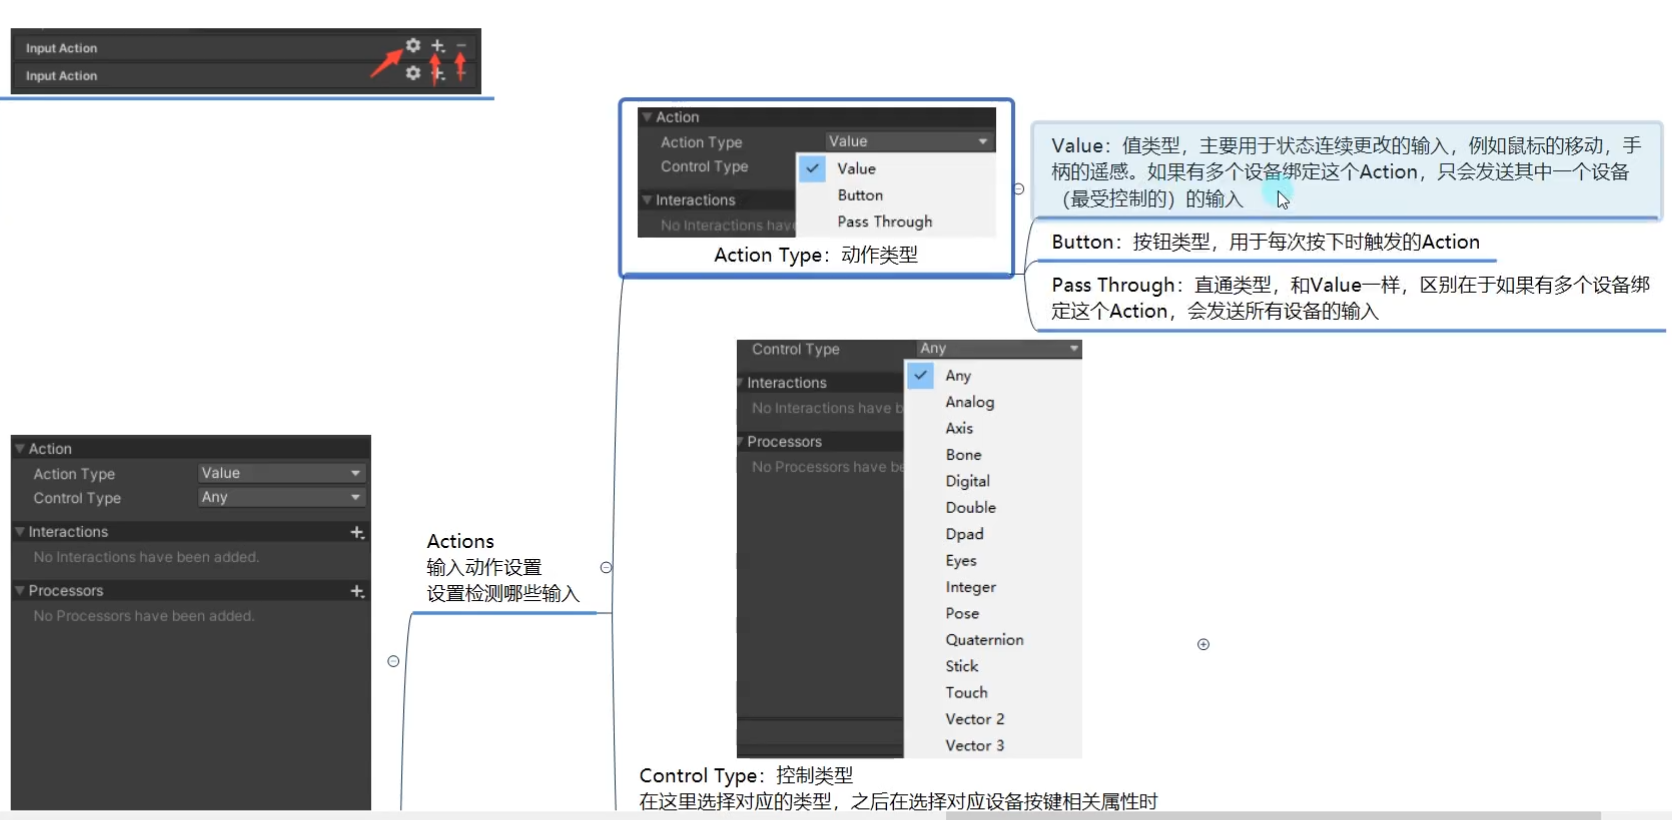 Input Action
Input Action
Action
Action Type Value
Control Type
Value
Button
Pass Through
Interactions
No Interactions have
Action Type：动作类型
Value：值类型，主要用于状态连续更改的输入，例如鼠标的移动，手
柄的遥感。如果有多个设备绑定这个Action，只会发送其中一个设备
（最受控制的）的输入
Button：按钮类型，用于每次按下时触发的Action
Pass Through：直通类型，和Value一样，区别在于如果有多个设备绑
定这个Action，会发送所有设备的输入
Control Type Any
Interactions
No Interactions have b
Processors
No Processors have be
Any
Analog
Axis
Bone
Digital
Double
Dpad
Eyes
Integer
Pose
Quaternion
Stick
Touch
Vector 2
Vector 3
Control Type：控制类型
在这里选择对应的类型，之后在选择对应设备按键相关属性时
Action
Action Type Value
Control Type Any
Interactions
No Interactions have been added.
Processors
No Processors have been added.
Actions
输入动作设置
设置检测哪些输入